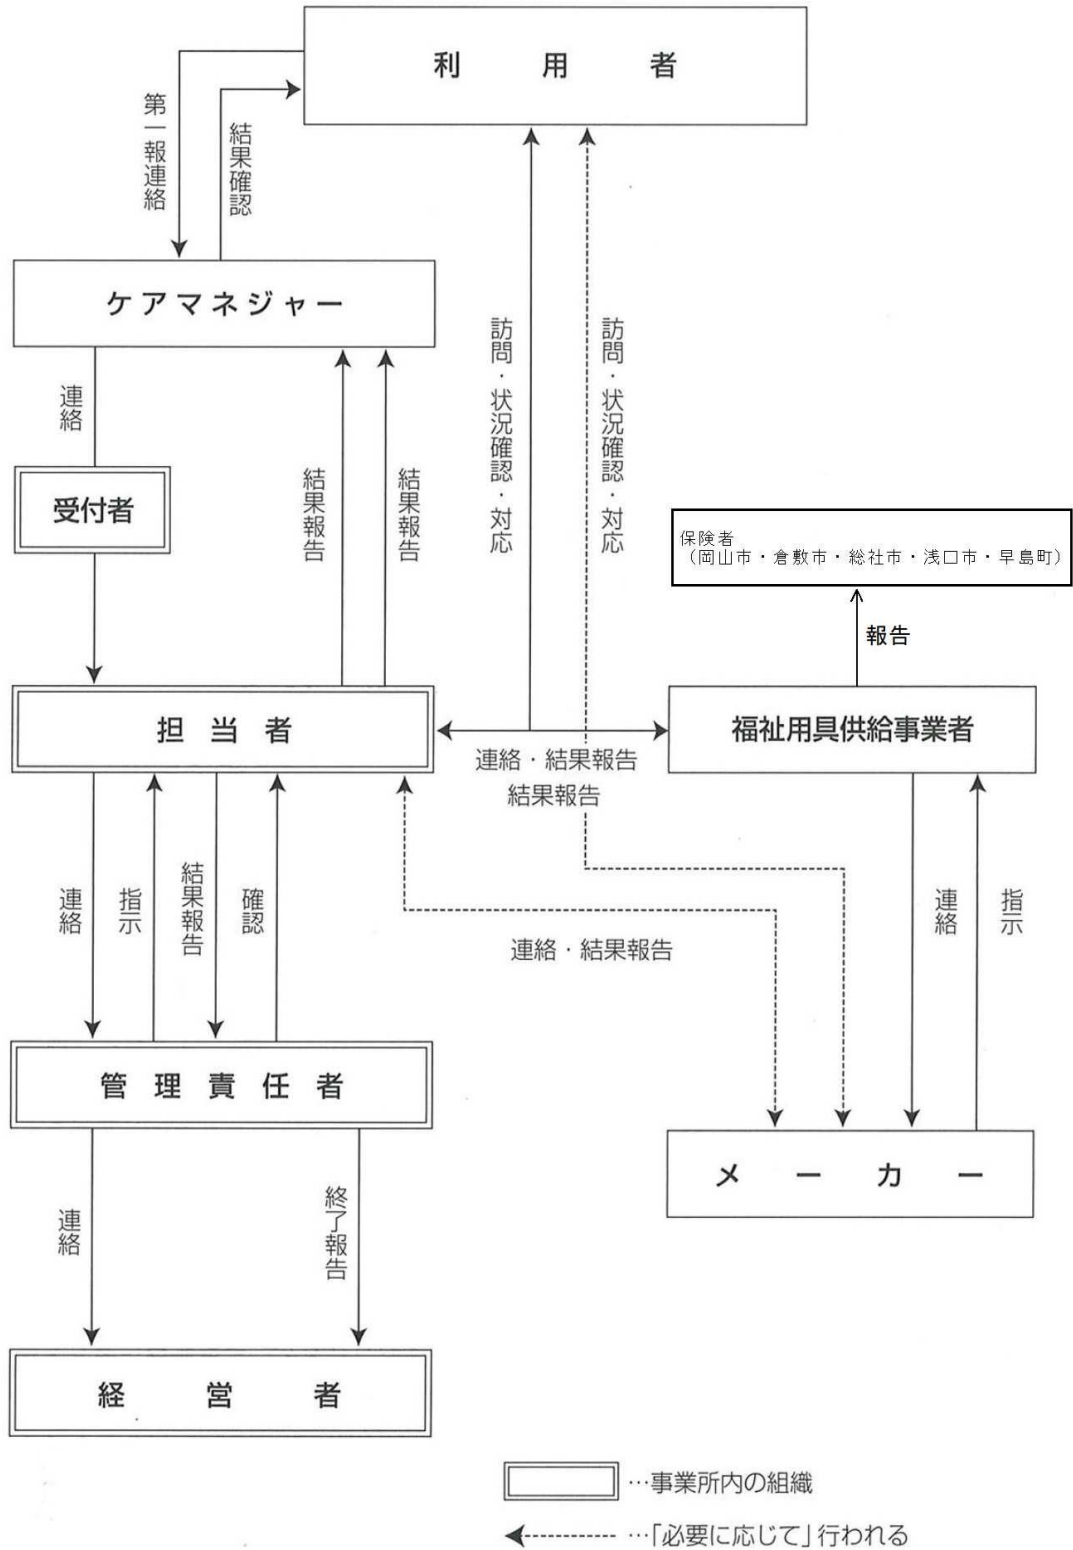 利用者
第一報連絡
結果確認
ケアマネジャー
連絡
受付者
結果報告
結果報告
訪問・状況確認・対応
訪問・状況確認・対応
保険者
（岡山市・倉敷市・総社市・浅口市・早島町）
報告
担当者
福祉用具供給事業者
連絡・結果報告
結果報告
連絡
指示
結果報告
確認
連絡・結果報告
連絡
指示
管理責任者
メーカー
連絡
終了報告
経営者
…事業所内の組織
…「必要に応じて」行われる